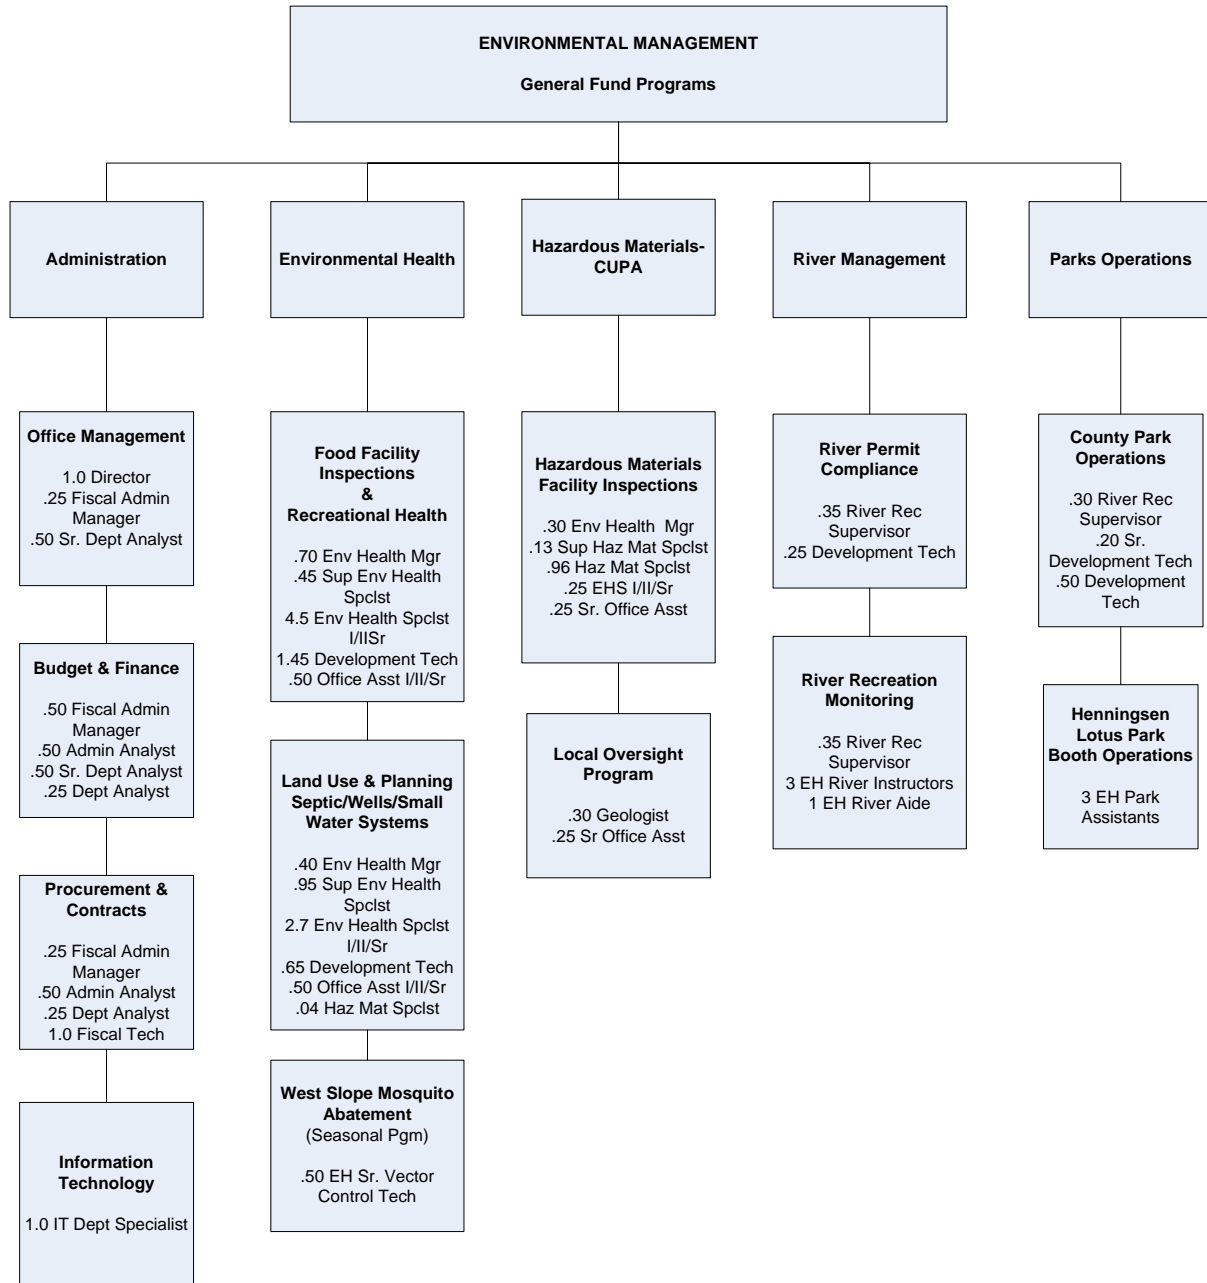 ENVIRONMENTAL MANAGEMENT
General Fund Programs
Administration
Environmental Health
Hazardous Materials-
CUPA
River Management
Parks Operations
Office Management
1.0 Director
.25 Fiscal Admin
Manager
.50 Sr. Dept Analyst
Budget & Finance
.50 Fiscal Admin
Manager
.50 Admin Analyst
.50 Sr. Dept Analyst
.25 Dept Analyst
Procurement &
Contracts
.25 Fiscal Admin
Manager
.50 Admin Analyst
.25 Dept Analyst
1.0 Fiscal Tech
Information
Technology
1.0 IT Dept Specialist
Food Facility
Inspections
&
Recreational Health
.70 Env Health Mgr
.45 Sup Env Health
Spclst
4.5 Env Health Spclst
I/IISr
1.45 Development Tech
.50 Office Asst I/II/Sr
Land Use & Planning
Septic/Wells/Small
Water Systems
.40 Env Health Mgr
.95 Sup Env Health
Spclst
2.7 Env Health Spclst
I/II/Sr
.65 Development Tech
.50 Office Asst I/II/Sr
.04 Haz Mat Spclst
West Slope Mosquito
Abatement
(Seasonal Pgm)
.50 EH Sr. Vector
Control Tech
Hazardous Materials
Facility Inspections
.30 Env Health Mgr
.13 Sup Haz Mat Spclst
.96 Haz Mat Spclst
.25 EHS I/II/Sr
.25 Sr. Office Asst
Local Oversight
Program
.30 Geologist
.25 Sr Office Asst
River Permit
Compliance
.35 River Rec
Supervisor
.25 Development Tech
River Recreation
Monitoring
.35 River Rec
Supervisor
3 EH River Instructors
1 EH River Aide
County Park
Operations
.30 River Rec
Supervisor
.20 Sr.
Development Tech
.50 Development
Tech
Henningsen
Lotus Park
Booth Operations
3 EH Park
Assistants